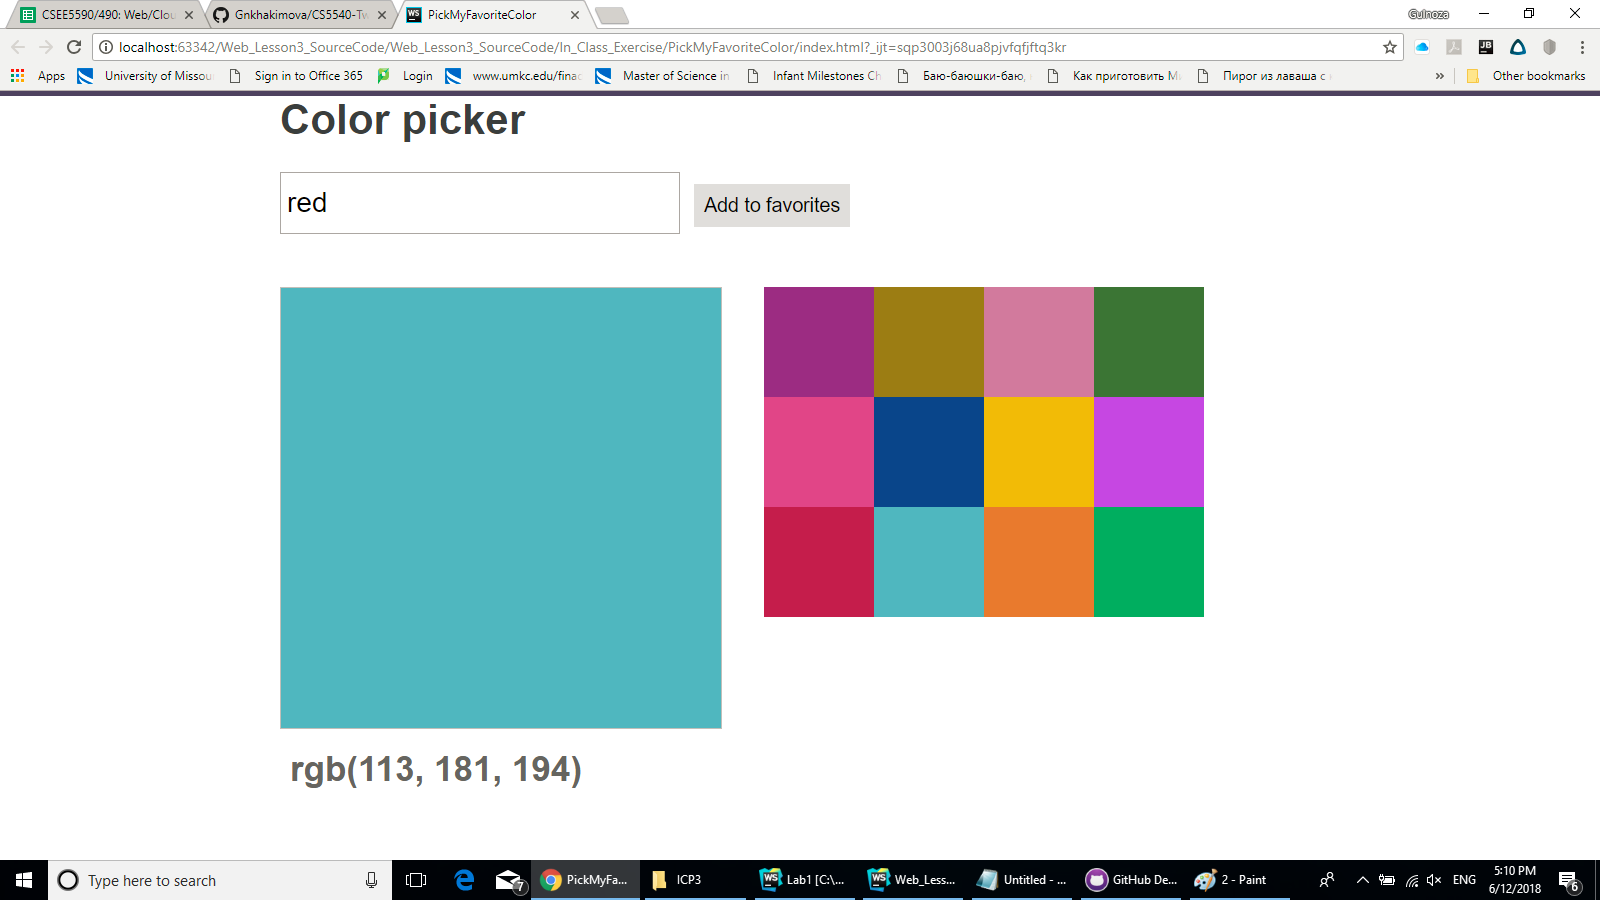 CSEE5590/490: Web/Clou
Gnkhakimova/CS5540-Tw
PickMyFavoriteColor
Gulnoza
localhost:63342/Web_Lesson3_SourceCode/Web_Lesson3_SourceCode/In_Class_Exercise/PickMyFavoriteColor/index.html?_ijt=sqp3003j68ua8pjvfqfjftq3kr
Apps
University of Missou
Sign in to Office 365
Login
www.umkc.edu/finac
Master of Science in
Infant Milestones Ch
Баю-баюшки-баю,
Как приготовить М
Пирог из лаваша с
»
Other bookmarks
Color picker
red
Add to favorites
rgb(113, 181, 194)
Type here to search
7
PickMyFa...
ICP3
Lab1 [C:\...
Web_Less...
Untitled - ...
GitHub De...
2 - Paint
ENG
5:10 PM
6/12/2018
6